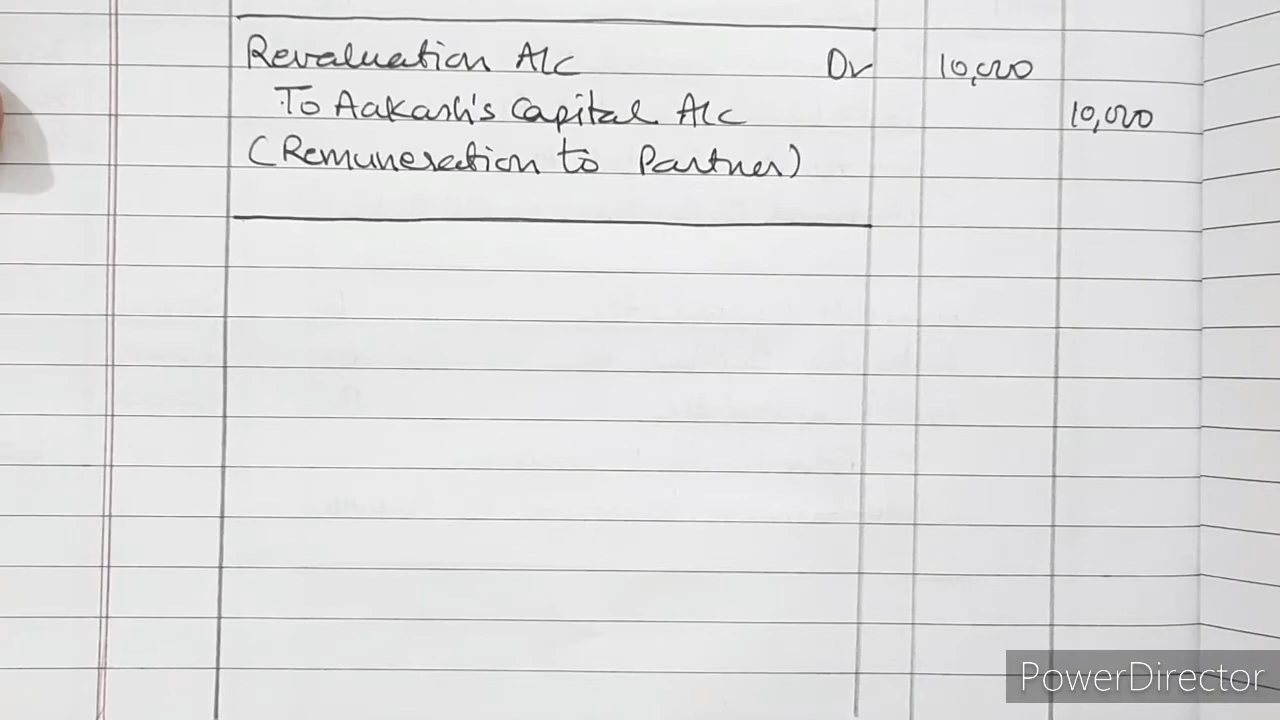 Revaluation A/c Dr 10,000
To Aakash's Capital A/c 10,000
(Remuneration to Partner)
PowerDirector